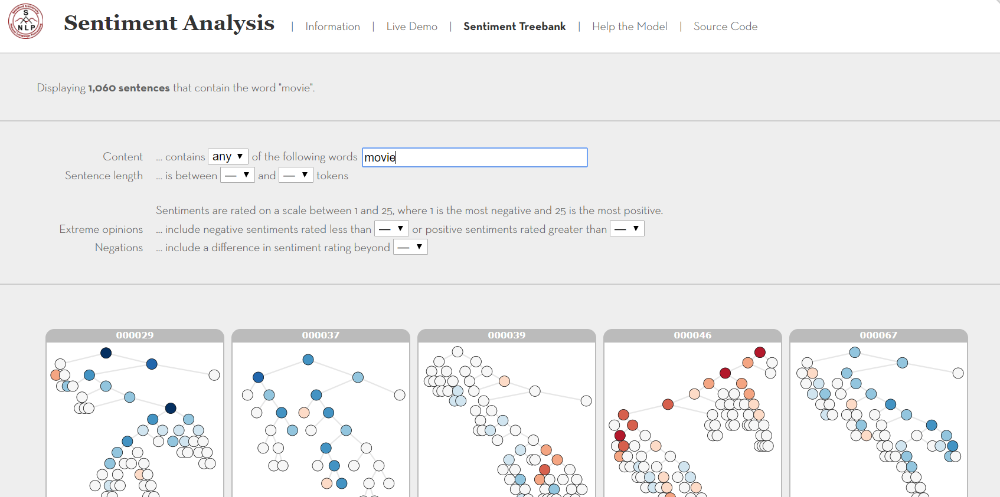 S
NLP
Sentiment Analysis | Information | Live Demo | Sentiment Treebank | Help the Model | Source Code
Displaying 1,060 sentences that contain the word "movie".
Content ... contains any ▼ of the following words movie
Sentence length ... is between — ▼ and — ▼ tokens
Sentiments are rated on a scale between 1 and 25, where 1 is the most negative and 25 is the most positive.
Extreme opinions ... include negative sentiments rated less than — ▼ or positive sentiments rated greater than — ▼
Negations ... include a difference in sentiment rating beyond — ▼
000029 000037 000039 000046 000067